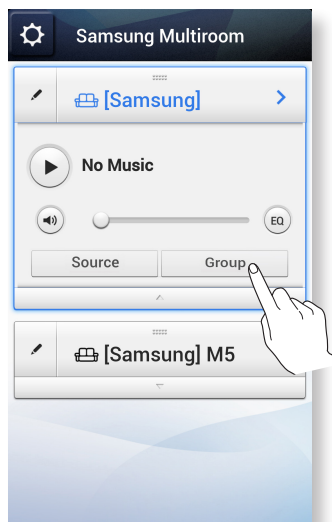 Samsung Multiroom
[Samsung]
No Music
EQ
Source Group
[Samsung] M5